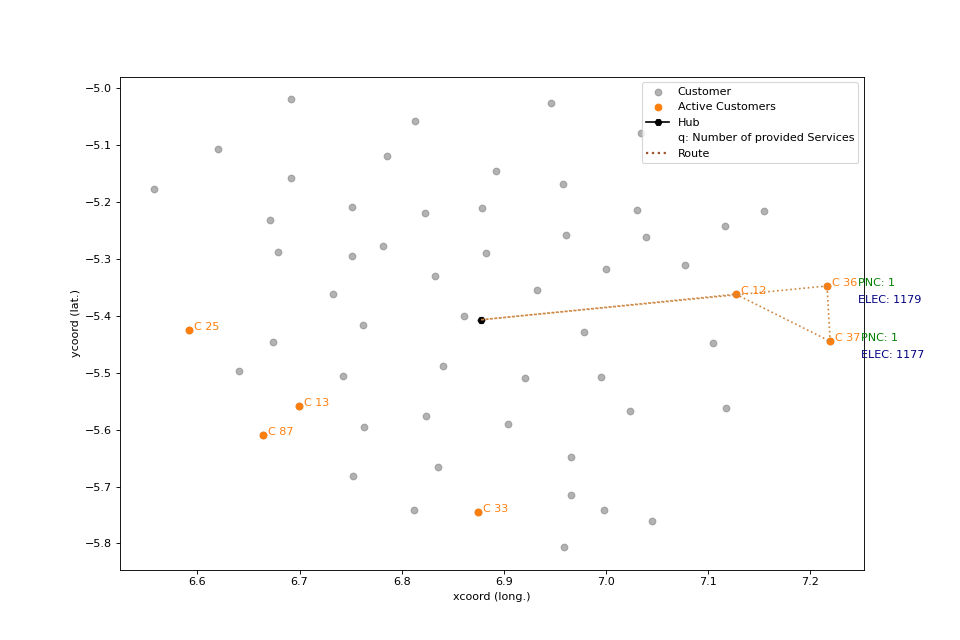 Customer
Active Customers
Hub
q: Number of provided Services
Route
−5.0
−5.1
−5.2
−5.3
−5.4
−5.5
−5.6
−5.7
−5.8
ycoord (lat.)
C 36
PNC: 1
ELEC: 1179
C 12
C 37
PNC: 1
ELEC: 1177
C 25
C 13
C 87
C 33
6.6
6.7
6.8
6.9
7.0
7.1
7.2
xcoord (long.)